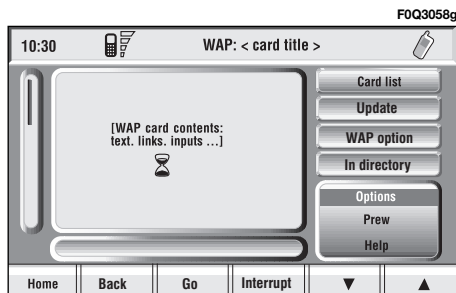 F0Q3058g
10:30 WAP: < card title >
Card list
Update
[WAP card contents:
text. links. inputs ...]
WAP option
In directory
Options
Prew
Help
Home Back Go Interrupt ▼ ▲